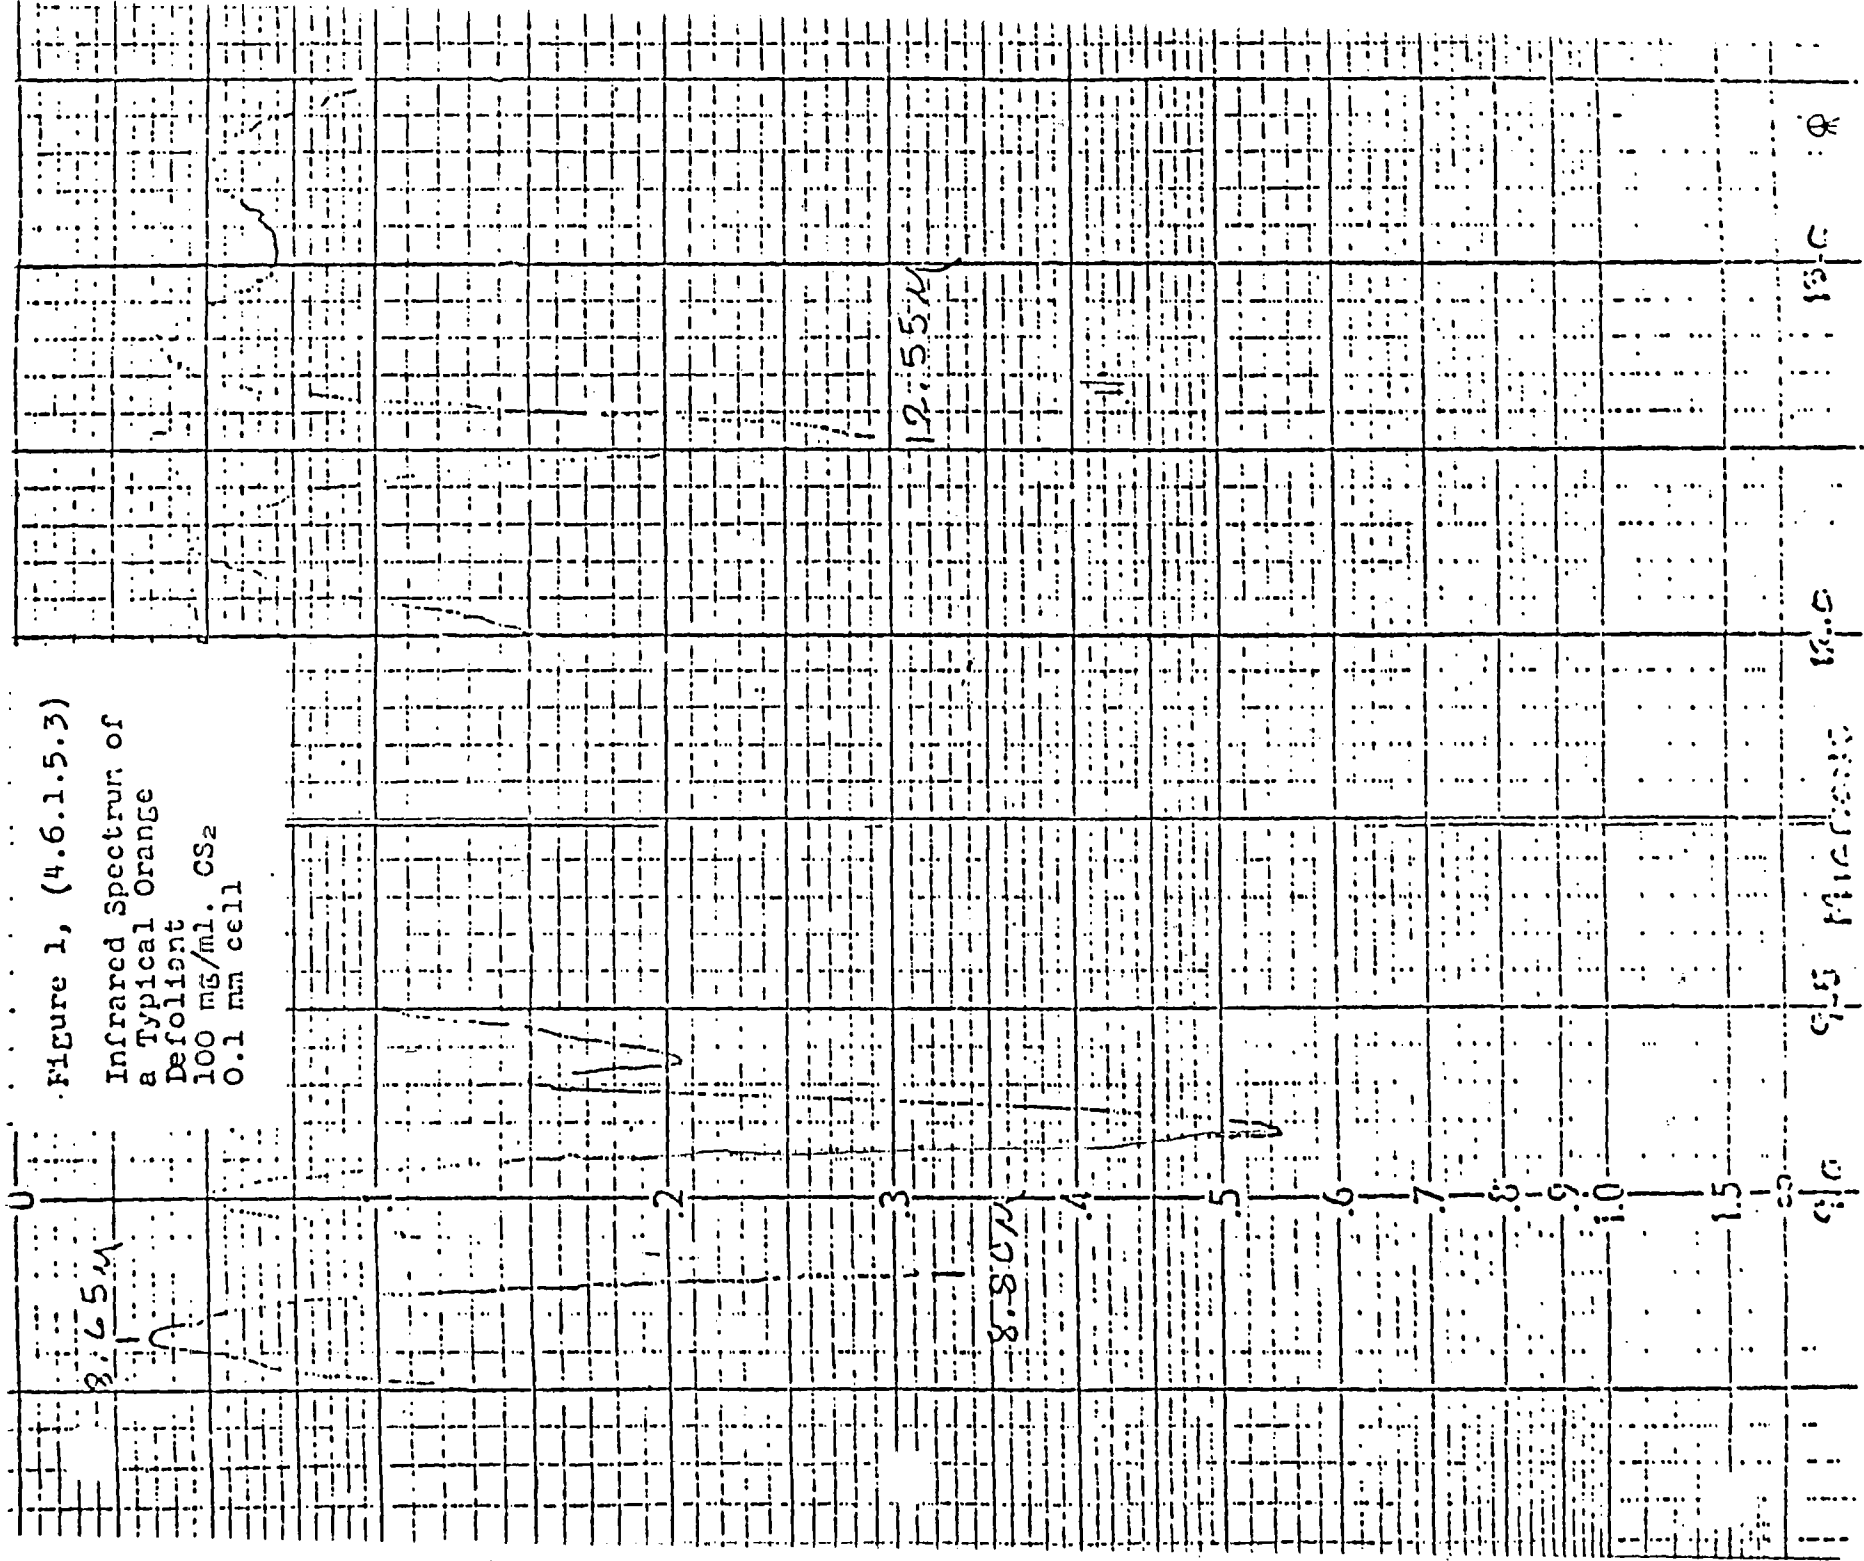 Figure 1, (4.6.1.5.3)
Infrared Spectrum of
a Typical Orange
Defoliant
100 mg/ml. CS₂
0.1 mm cell
8.65μ
8.80μ
12.55μ
0
.2
.3
.4
.5
.6
.7
.8
.9
1.0
1.5
∞